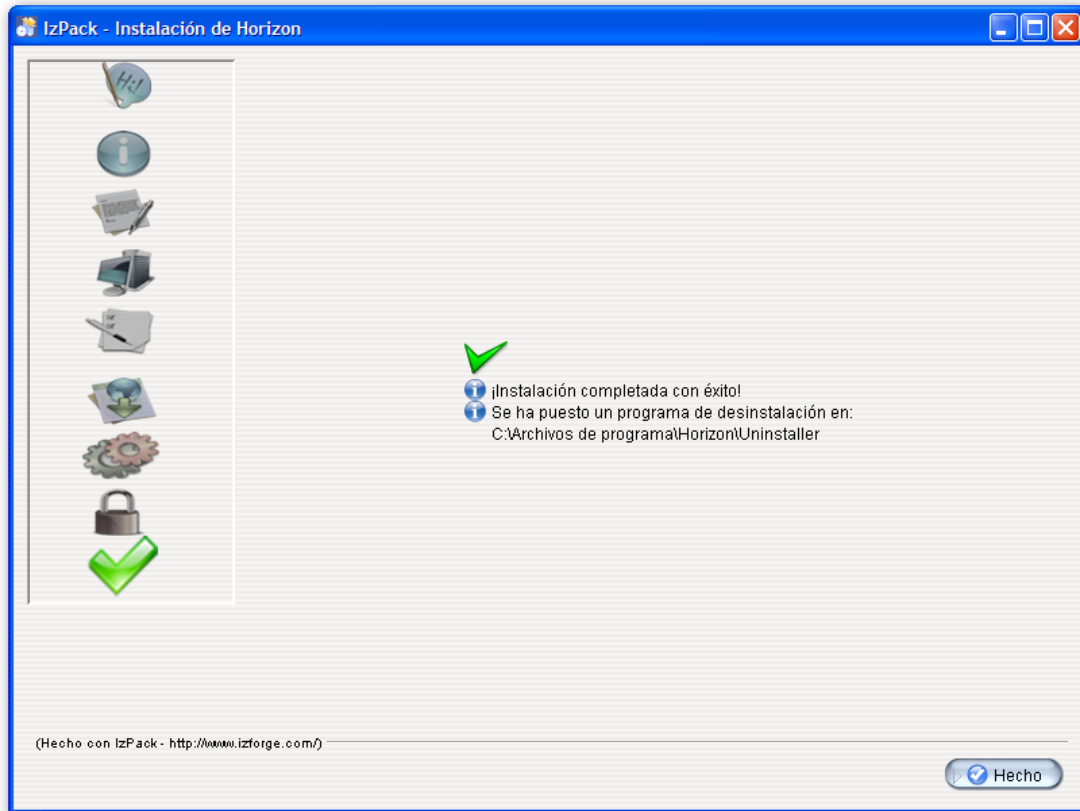 IzPack - Instalación de Horizon
Hi!
¡Instalación completada con éxito!
Se ha puesto un programa de desinstalación en:
C:\Archivos de programa\Horizon\Uninstaller
(Hecho con IzPack - http://www.izforge.com/)
Hecho